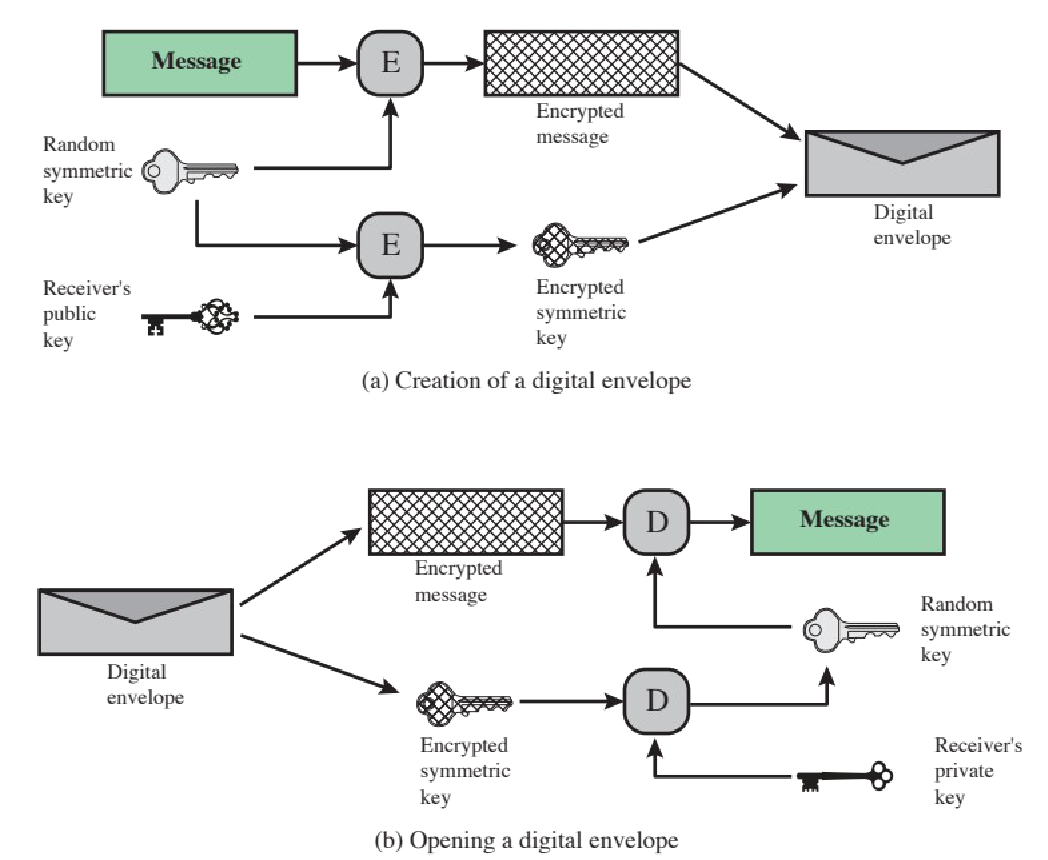 Message
E
Encrypted
message
Random
symmetric
key
Digital
envelope
E
Receiver's
public
key
Encrypted
symmetric
key
(a) Creation of a digital envelope
D
Message
Encrypted
message
Random
symmetric
key
Digital
envelope
D
Encrypted
symmetric
key
Receiver's
private
key
(b) Opening a digital envelope